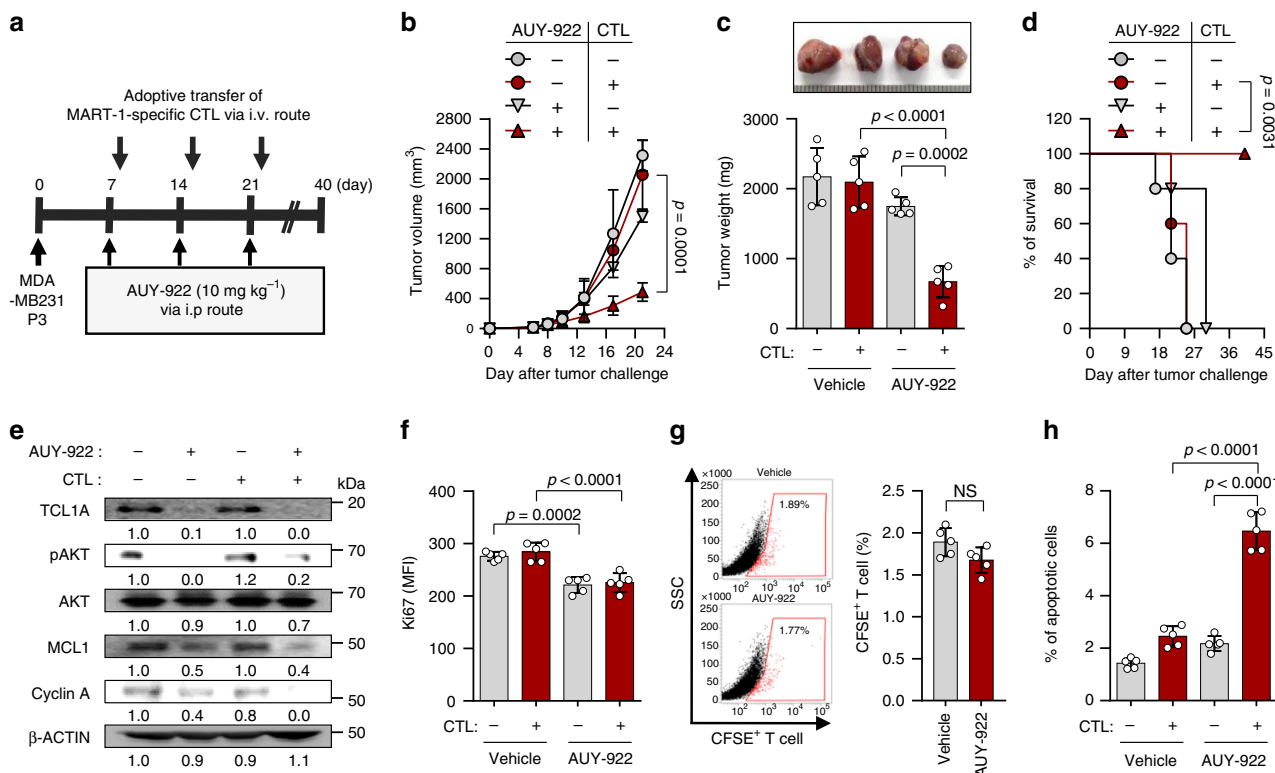 a
Adoptive transfer of
MART-1-specific CTL via i.v. route
0 7 14 21 40 (day)
MDA
-MB231
P3
AUY-922 (10 mg kg⁻¹)
via i.p route
b
AUY-922 CTL
– –
– +
+ –
+ +
Tumor volume (mm³)
2800
2400
2000
1600
1200
800
400
0
0 4 8 12 16 20 24
Day after tumor challenge
p = 0.0001
c
p < 0.0001
p = 0.0002
Tumor weight (mg)
3000
2000
1000
0
CTL: – + – +
Vehicle AUY-922
d
AUY-922 CTL
– –
– +
+ –
+ +
p = 0.0031
% of survival
120
100
80
60
40
20
0
0 9 18 27 36 45
Day after tumor challenge
e
AUY-922 : – + – +
CTL : – – + + kDa
TCL1A 20
1.0 0.1 1.0 0.0
pAKT 70
1.0 0.0 1.2 0.2
AKT 70
1.0 0.9 1.0 0.7
MCL1 50
1.0 0.5 1.0 0.4
Cyclin A 50
1.0 0.4 0.8 0.0
β-ACTIN 50
1.0 0.9 0.9 1.1
f
p < 0.0001
p = 0.0002
Ki67 (MFI)
400
300
200
100
0
CTL: – + – +
Vehicle AUY-922
g
×1000 Vehicle
250
200
150
100
50
0
1.89%
10² 10³ 10⁴ 10⁵
×1000 AUY-922
250
200
150
100
50
0
1.77%
10² 10³ 10⁴ 10⁵
SSC
CFSE⁺ T cell
NS
CFSE⁺ T cell (%)
2.5
2.0
1.5
1.0
0.5
0.0
Vehicle
AUY-922
h
p < 0.0001
p < 0.0001
% of apoptotic cells
8
6
4
2
0
CTL: – + – +
Vehicle AUY-922